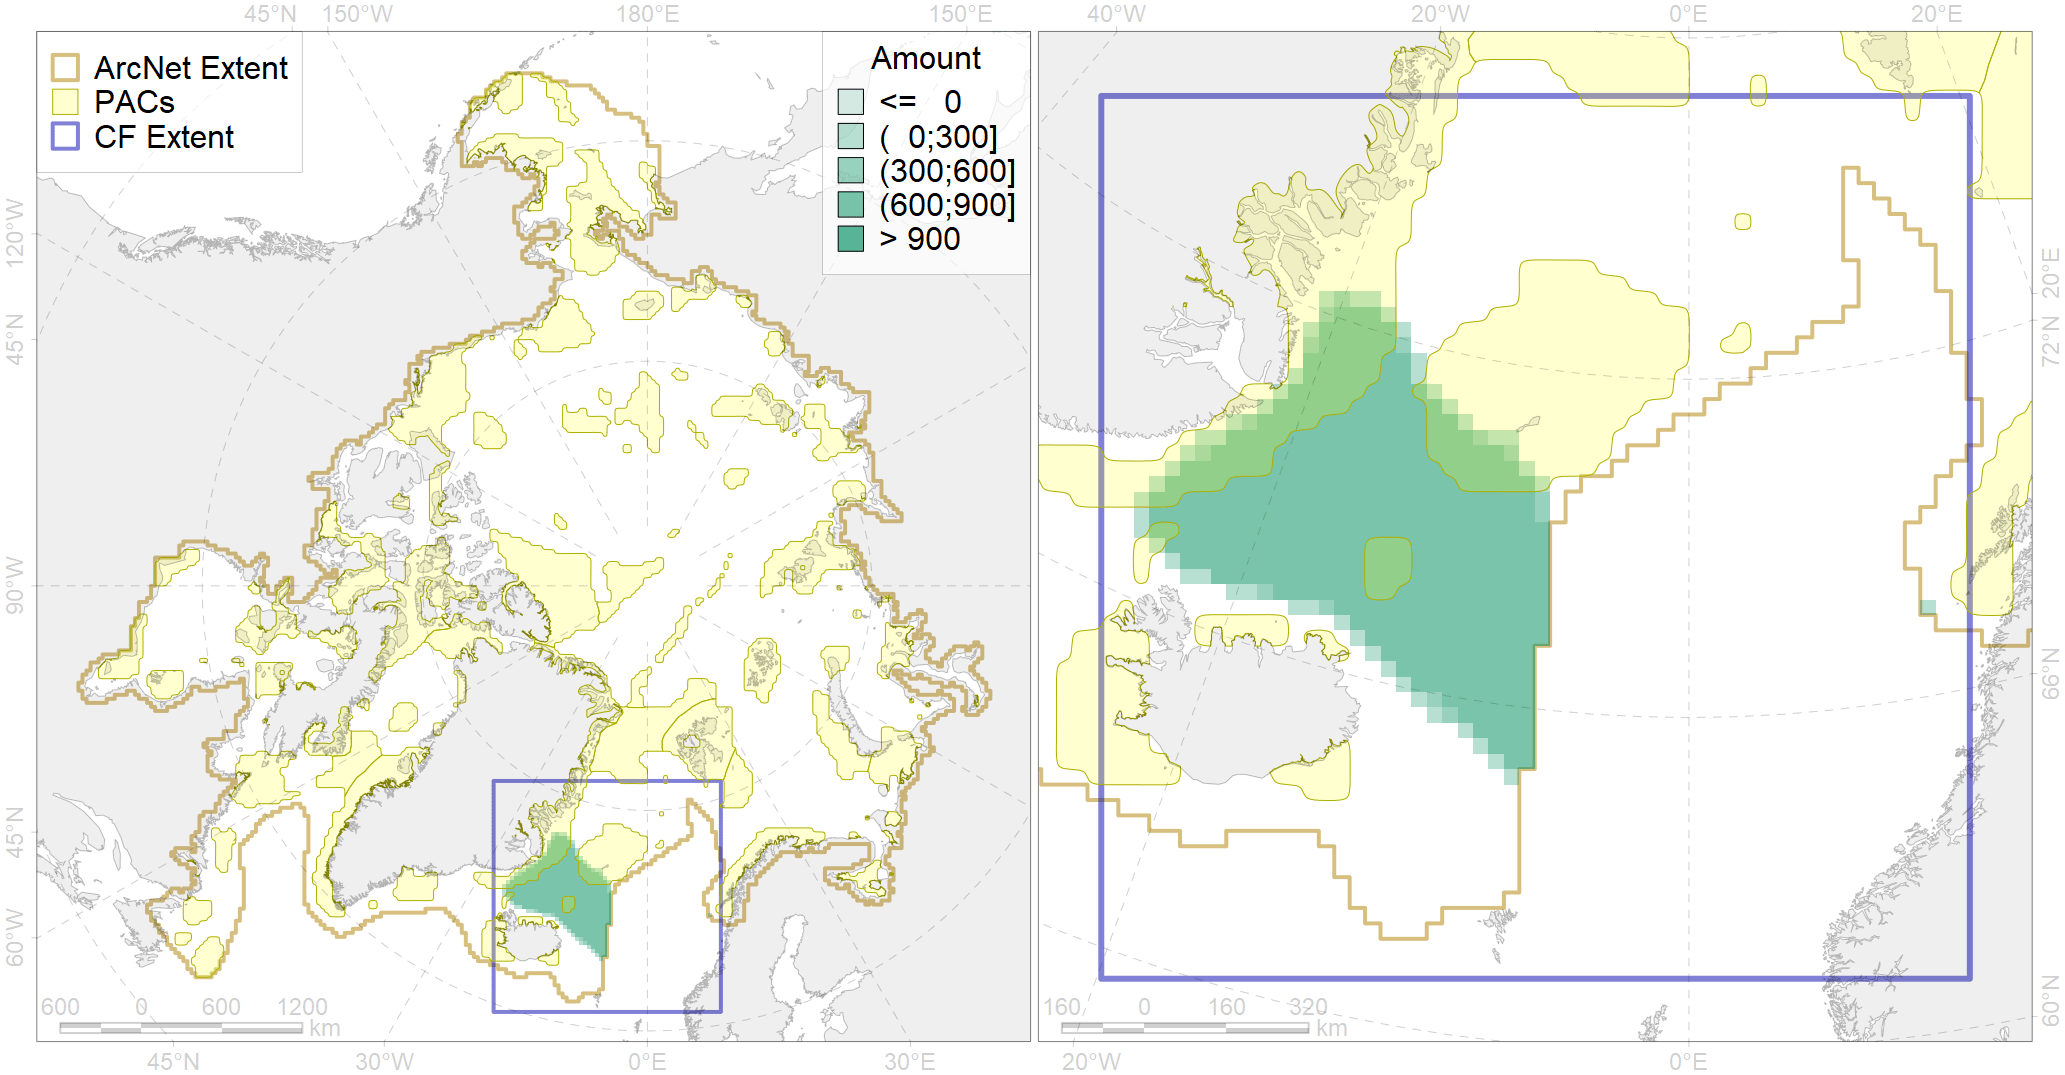 45°N 150°W 180°E 150°E 40°W 20°W 0°E 20°E
ArcNet Extent
PACs
CF Extent
Amount
<= 0
( 0;300]
(300;600]
(600;900]
> 900
120°W
45°N
90°W
45°N
60°W
20°E
72°N
66°N
60°N
600 0 600 1200
km
160 0 160 320
km
45°N 30°W 0°E 30°E 20°W 0°E